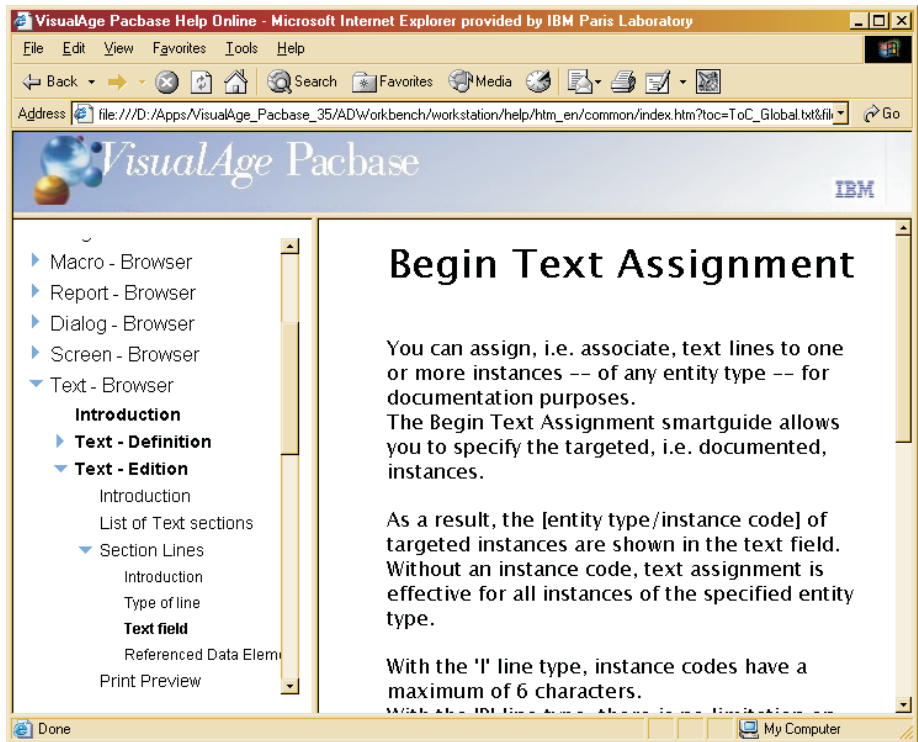 VisualAge Pacbase Help Online - Microsoft Internet Explorer provided by IBM Paris Laboratory
File Edit View Favorites Tools Help
Back Search Favorites Media
Address file:///D:/Apps/VisualAge_Pacbase_35/ADWorkbench/workstation/help/htm_en/common/index.htm?toc=ToC_Global.txt&fil Go
VisualAge Pacbase
IBM
Macro - Browser
Report - Browser
Dialog - Browser
Screen - Browser
Text - Browser
Introduction
Text - Definition
Text - Edition
Introduction
List of Text sections
Section Lines
Introduction
Type of line
Text field
Referenced Data Elem
Print Preview
Begin Text Assignment
You can assign, i.e. associate, text lines to one
or more instances -- of any entity type -- for
documentation purposes.
The Begin Text Assignment smartguide allows
you to specify the targeted, i.e. documented,
instances.
As a result, the [entity type/instance code] of
targeted instances are shown in the text field.
Without an instance code, text assignment is
effective for all instances of the specified entity
type.
With the 'I' line type, instance codes have a
maximum of 6 characters.
Done My Computer